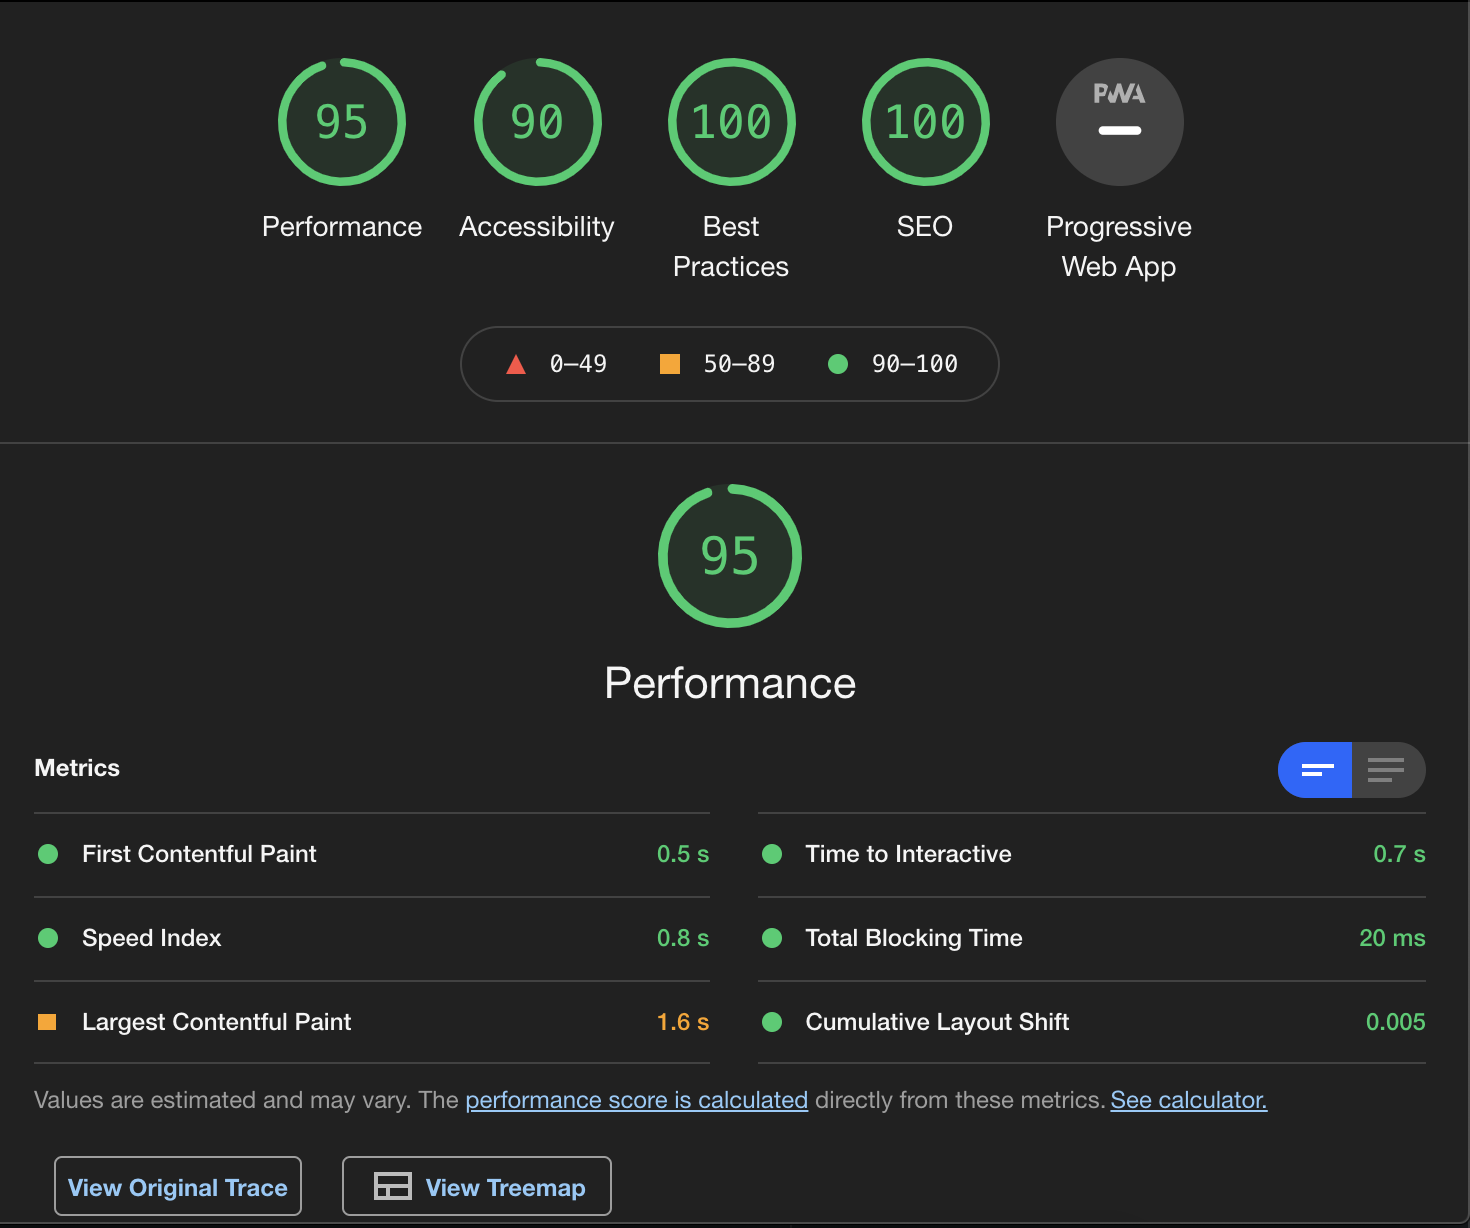 95 90 100 100 PWA
Performance Accessibility Best Practices SEO Progressive Web App
0–49 50–89 90–100
95
Performance
Metrics
First Contentful Paint 0.5 s
Time to Interactive 0.7 s
Speed Index 0.8 s
Total Blocking Time 20 ms
Largest Contentful Paint 1.6 s
Cumulative Layout Shift 0.005
Values are estimated and may vary. The performance score is calculated directly from these metrics. See calculator.
View Original Trace View Treemap